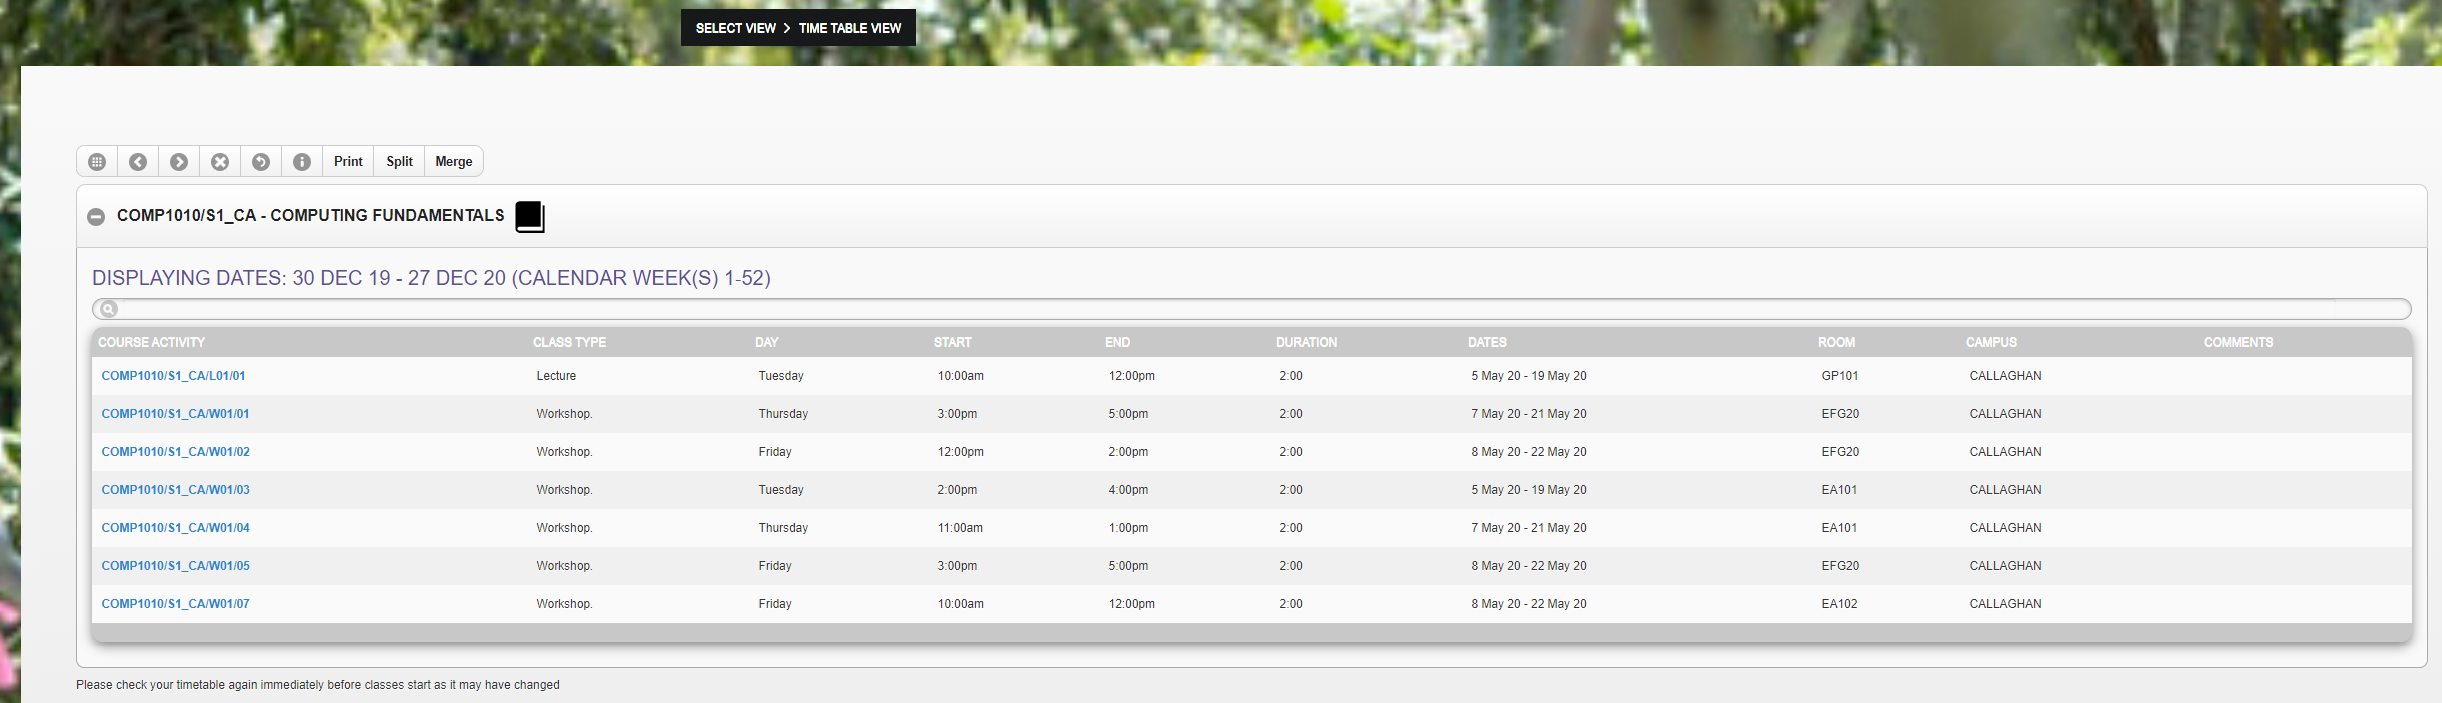 SELECT VIEW > TIME TABLE VIEW
Print Split Merge
COMP1010/S1_CA - COMPUTING FUNDAMENTALS
DISPLAYING DATES: 30 DEC 19 - 27 DEC 20 (CALENDAR WEEK(S) 1-52)
COURSE ACTIVITY CLASS TYPE DAY START END DURATION DATES ROOM CAMPUS COMMENTS
COMP1010/S1_CA/L01/01 Lecture Tuesday 10:00am 12:00pm 2:00 5 May 20 - 19 May 20 GP101 CALLAGHAN
COMP1010/S1_CA/W01/01 Workshop. Thursday 3:00pm 5:00pm 2:00 7 May 20 - 21 May 20 EFG20 CALLAGHAN
COMP1010/S1_CA/W01/02 Workshop. Friday 12:00pm 2:00pm 2:00 8 May 20 - 22 May 20 EFG20 CALLAGHAN
COMP1010/S1_CA/W01/03 Workshop. Tuesday 2:00pm 4:00pm 2:00 5 May 20 - 19 May 20 EA101 CALLAGHAN
COMP1010/S1_CA/W01/04 Workshop. Thursday 11:00am 1:00pm 2:00 7 May 20 - 21 May 20 EA101 CALLAGHAN
COMP1010/S1_CA/W01/05 Workshop. Friday 3:00pm 5:00pm 2:00 8 May 20 - 22 May 20 EFG20 CALLAGHAN
COMP1010/S1_CA/W01/07 Workshop. Friday 10:00am 12:00pm 2:00 8 May 20 - 22 May 20 EA102 CALLAGHAN
Please check your timetable again immediately before classes start as it may have changed